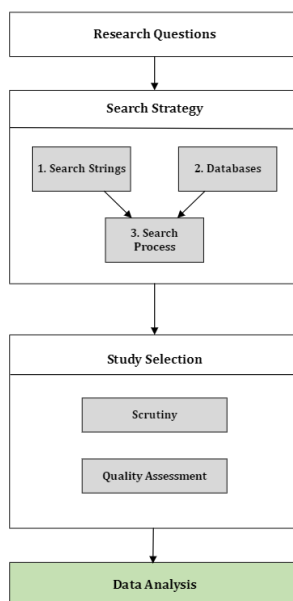 Research Questions
Search Strategy
1. Search Strings
2. Databases
3. Search
Process
Study Selection
Scrutiny
Quality Assessment
Data Analysis